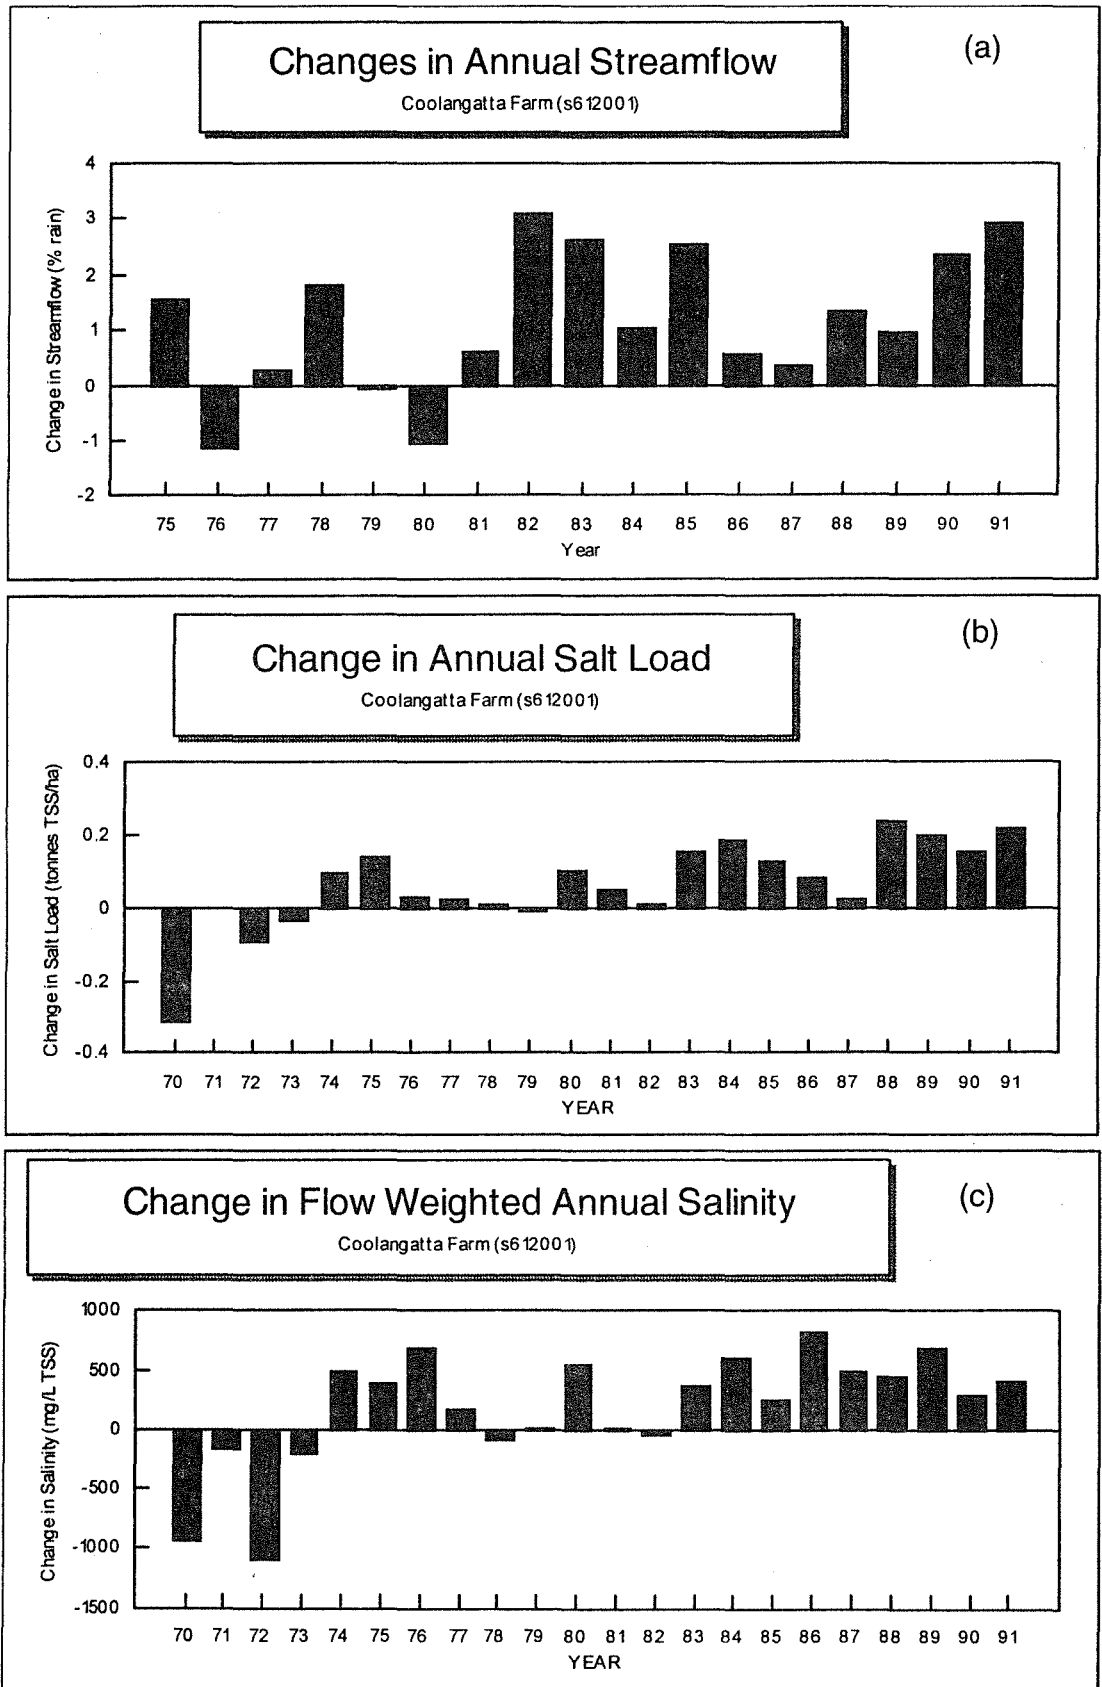 Changes in Annual Streamflow
Coolangatta Farm (s612001)
(a)
Change in Streamflow (% rain)
4
3
2
1
0
-1
-2
75 76 77 78 79 80 81 82 83 84 85 86 87 88 89 90 91
Year
Change in Annual Salt Load
Coolangatta Farm (s612001)
(b)
Change in Salt Load (tonnes TSS/ha)
0.4
0.2
0
-0.2
-0.4
70 71 72 73 74 75 76 77 78 79 80 81 82 83 84 85 86 87 88 89 90 91
YEAR
Change in Flow Weighted Annual Salinity
Coolangatta Farm (s612001)
(c)
Change in Salinity (mg/L TSS)
1000
500
0
-500
-1000
-1500
70 71 72 73 74 75 76 77 78 79 80 81 82 83 84 85 86 87 88 89 90 91
YEAR